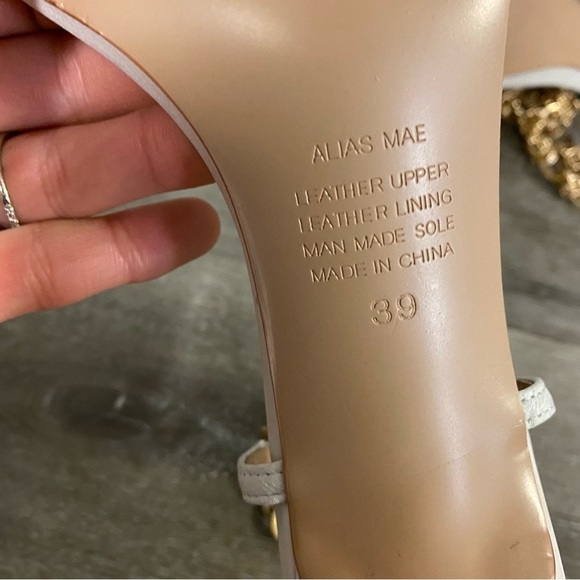 ALIAS MAE
LEATHER UPPER
LEATHER LINING
MAN MADE SOLE
MADE IN CHINA
39